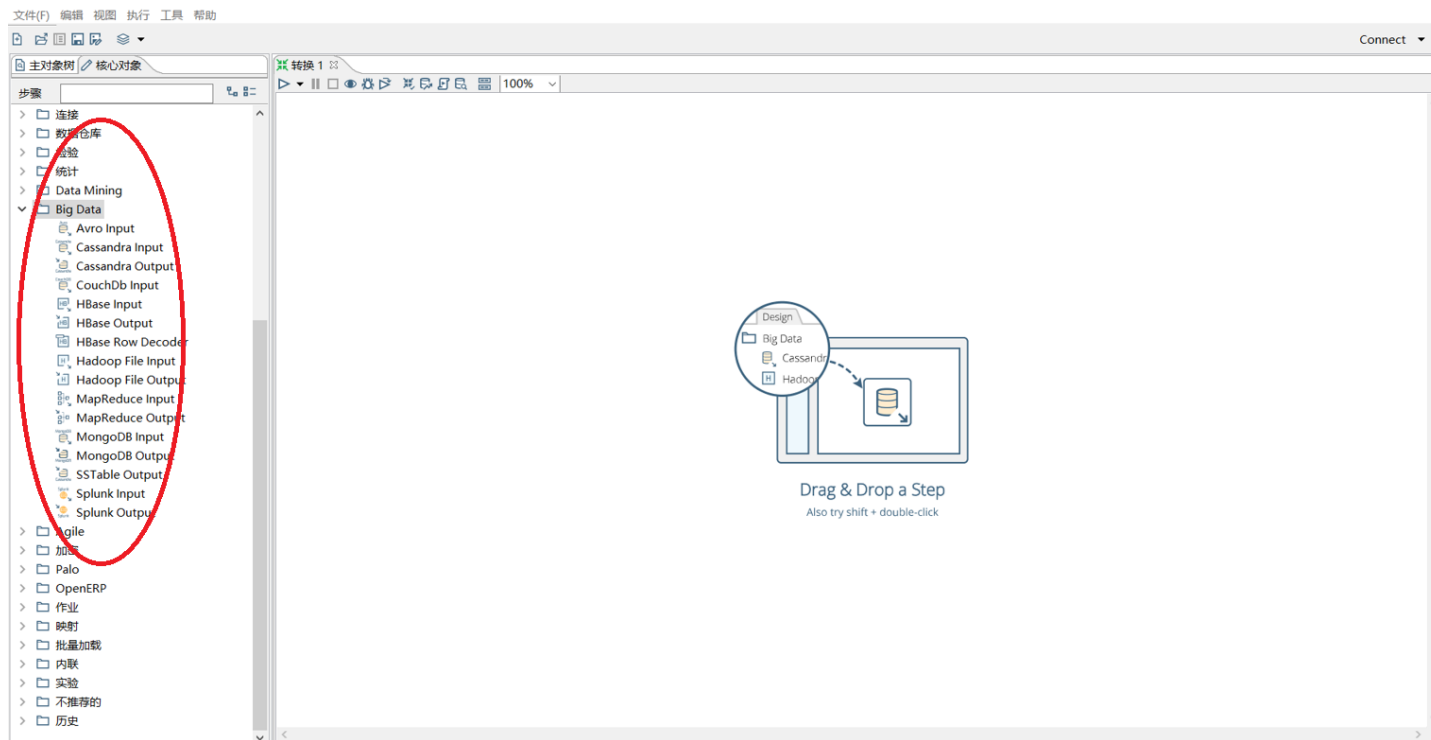 文件(F) 编辑 视图 执行 工具 帮助
Connect
主对象树 核心对象
转换 1
步骤
100%
连接
数据仓库
检验
统计
Data Mining
Big Data
Avro Input
Cassandra Input
Cassandra Output
CouchDb Input
HBase Input
HBase Output
HBase Row Decoder
Hadoop File Input
Hadoop File Output
MapReduce Input
MapReduce Output
MongoDB Input
MongoDB Output
SSTable Output
Splunk Input
Splunk Output
Agile
加密
Palo
OpenERP
作业
映射
批量加载
内联
实验
不推荐的
历史
Design
Big Data
Cassandr
Hadoop
Drag & Drop a Step
Also try shift + double-click